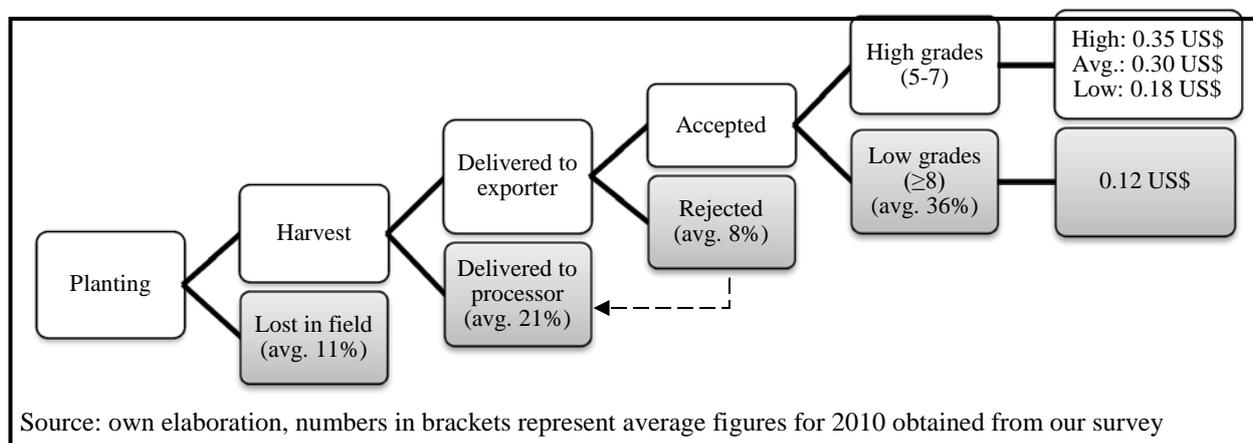 Planting
Harvest
Lost in field
(avg. 11%)
Delivered to
exporter
Delivered to
processor
(avg. 21%)
Accepted
Rejected
(avg. 8%)
High grades
(5-7)
Low grades
(≥8)
(avg. 36%)
High: 0.35 US$
Avg.: 0.30 US$
Low: 0.18 US$
0.12 US$
Source: own elaboration, numbers in brackets represent average figures for 2010 obtained from our survey